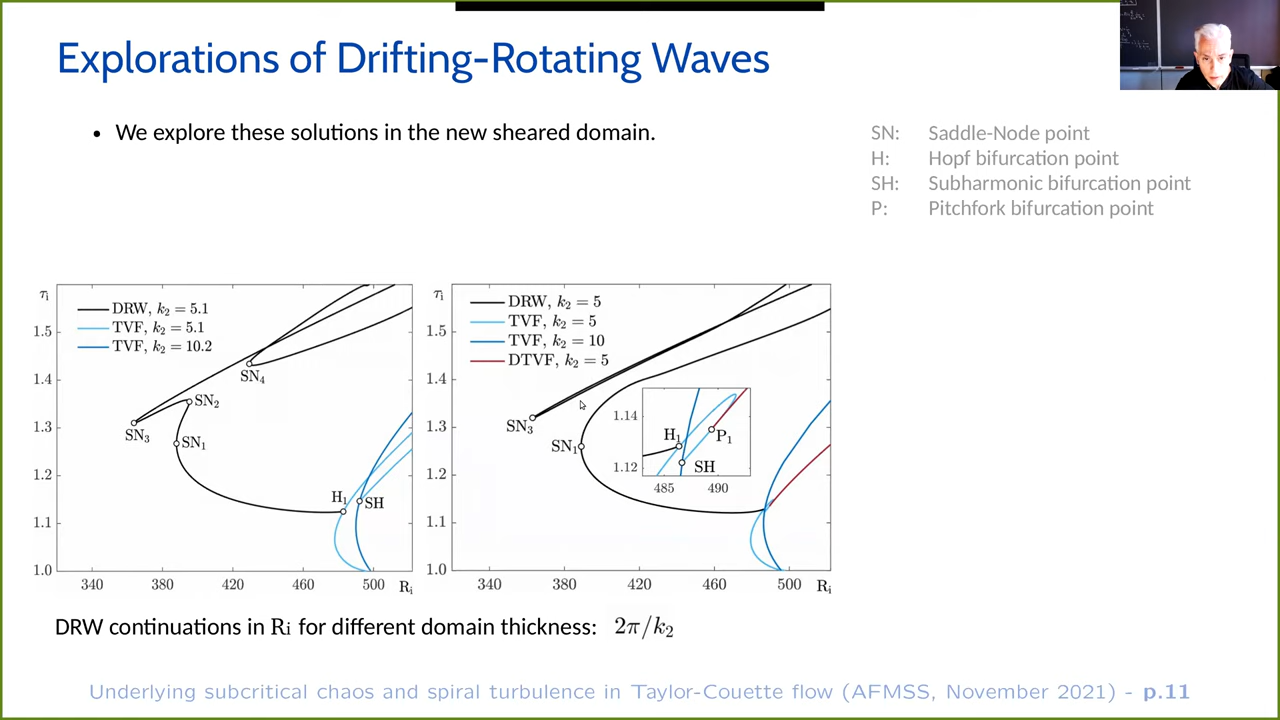 Explorations of Drifting-Rotating Waves
• We explore these solutions in the new sheared domain.
SN: Saddle-Node point
H: Hopf bifurcation point
SH: Subharmonic bifurcation point
P: Pitchfork bifurcation point
τi
DRW, k2 = 5.1
TVF, k2 = 5.1
TVF, k2 = 10.2
1.5
1.4
1.3
1.2
1.1
1.0
SN4
SN2
SN3
SN1
H1
SH
340 380 420 460 500 Ri
τi
DRW, k2 = 5
TVF, k2 = 5
TVF, k2 = 10
DTVF, k2 = 5
1.5
1.4
1.3
1.2
1.1
1.0
SN3
SN1
1.14
1.12
H1
P1
SH
485 490
340 380 420 460 500 Ri
DRW continuations in Ri for different domain thickness: 2π/k2
Underlying subcritical chaos and spiral turbulence in Taylor-Couette flow (AFMSS, November 2021) - p.11